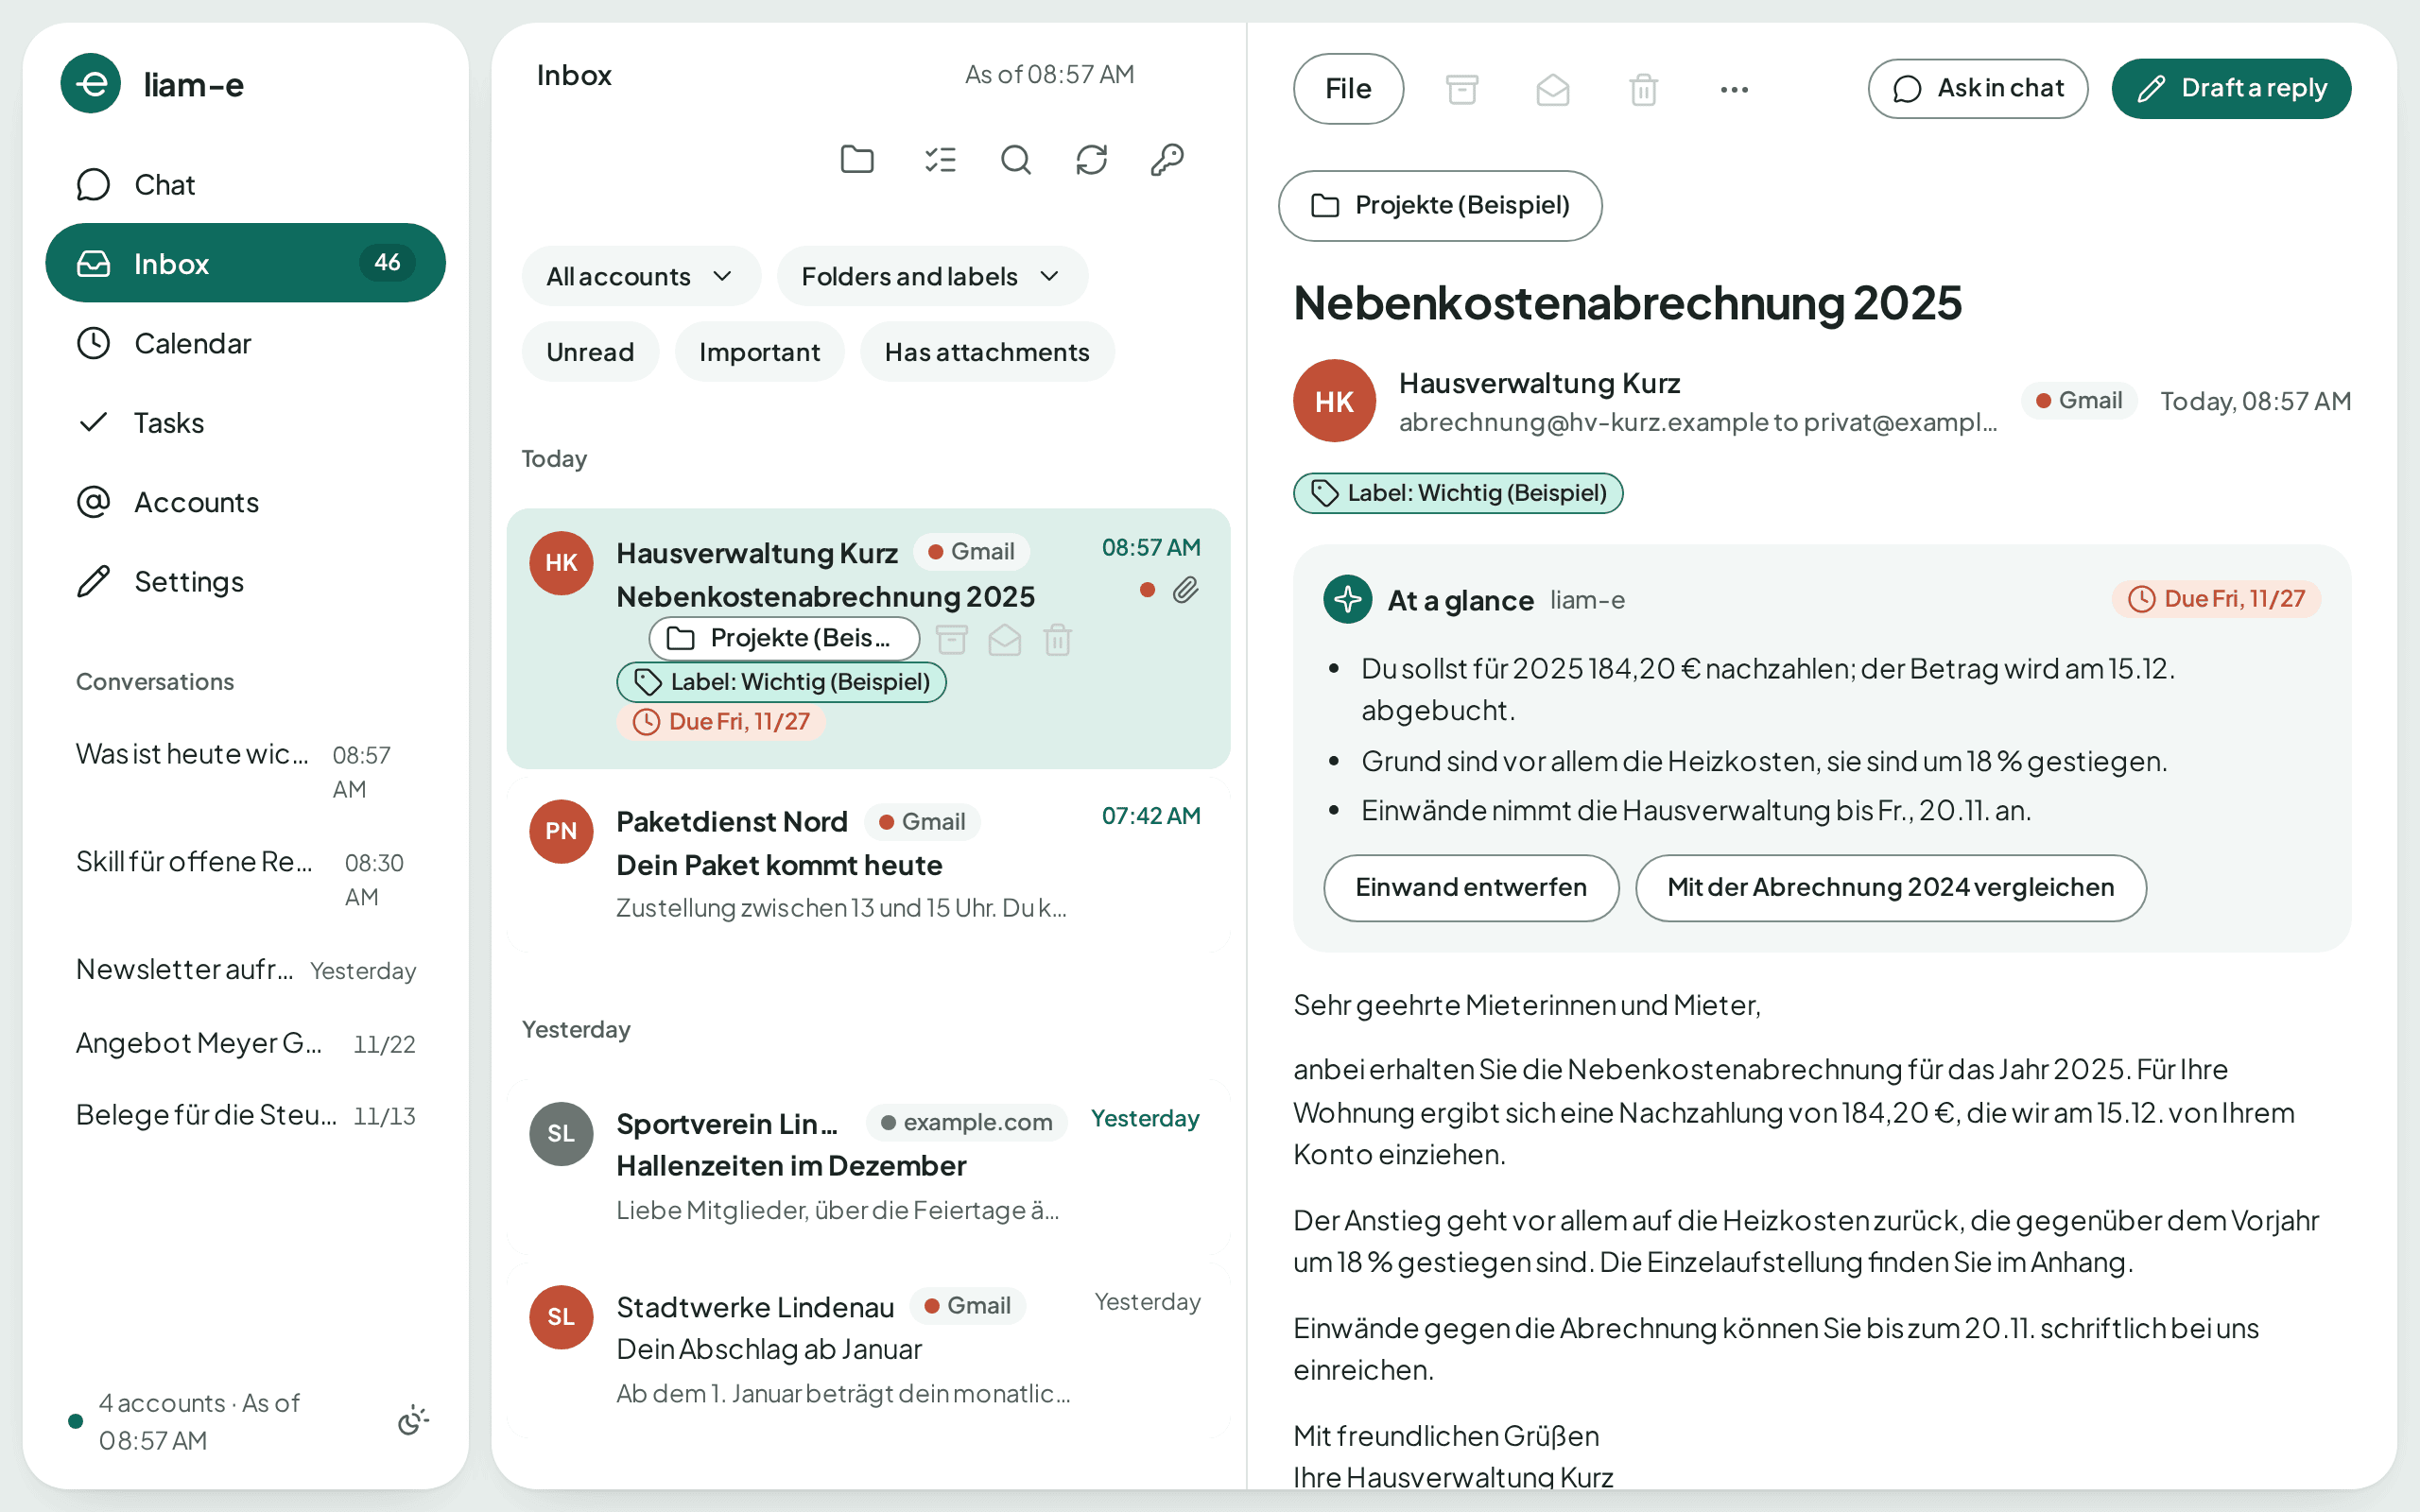 liam-e
Chat
Inbox 46
Calendar
Tasks
Accounts
Settings
Conversations
Was ist heute wic... 08:57 AM
Skill für offene Re... 08:30 AM
Newsletter aufr... Yesterday
Angebot Meyer G... 11/22
Belege für die Steu... 11/13
4 accounts · As of
08:57 AM
Inbox As of 08:57 AM
All accounts Folders and labels
Unread Important Has attachments
Today
HK Hausverwaltung Kurz Gmail 08:57 AM
Nebenkostenabrechnung 2025
Projekte (Beis...
Label: Wichtig (Beispiel)
Due Fri, 11/27
PN Paketdienst Nord Gmail 07:42 AM
Dein Paket kommt heute
Zustellung zwischen 13 und 15 Uhr. Du k...
Yesterday
SL Sportverein Lin... example.com Yesterday
Hallenzeiten im Dezember
Liebe Mitglieder, über die Feiertage ä...
SL Stadtwerke Lindenau Gmail Yesterday
Dein Abschlag ab Januar
Ab dem 1. Januar beträgt dein monatlic...
File Ask in chat Draft a reply
Projekte (Beispiel)
Nebenkostenabrechnung 2025
HK Hausverwaltung Kurz
abrechnung@hv-kurz.example to privat@exampl... Gmail Today, 08:57 AM
Label: Wichtig (Beispiel)
At a glance liam-e Due Fri, 11/27
• Du sollst für 2025 184,20 € nachzahlen; der Betrag wird am 15.12.
abgebucht.
• Grund sind vor allem die Heizkosten, sie sind um 18 % gestiegen.
• Einwände nimmt die Hausverwaltung bis Fr., 20.11. an.
Einwand entwerfen Mit der Abrechnung 2024 vergleichen
Sehr geehrte Mieterinnen und Mieter,
anbei erhalten Sie die Nebenkostenabrechnung für das Jahr 2025. Für Ihre
Wohnung ergibt sich eine Nachzahlung von 184,20 €, die wir am 15.12. von Ihrem
Konto einziehen.
Der Anstieg geht vor allem auf die Heizkosten zurück, die gegenüber dem Vorjahr
um 18 % gestiegen sind. Die Einzelaufstellung finden Sie im Anhang.
Einwände gegen die Abrechnung können Sie bis zum 20.11. schriftlich bei uns
einreichen.
Mit freundlichen Grüßen
Ihre Hausverwaltung Kurz